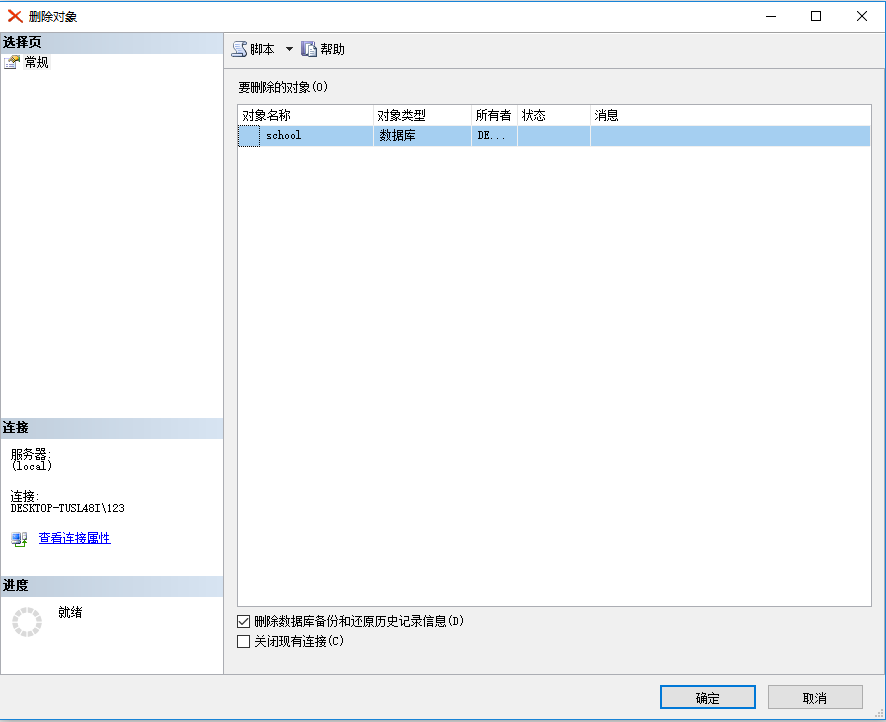 删除对象
选择页
常规
脚本 帮助
要删除的对象(O)
对象名称 对象类型 所有者 状态 消息
school 数据库 DE...
连接
服务器:
(local)
连接:
DESKTOP-TUSL48I\123
查看连接属性
进度
就绪
删除数据库备份和还原历史记录信息(D)
关闭现有连接(C)
确定 取消